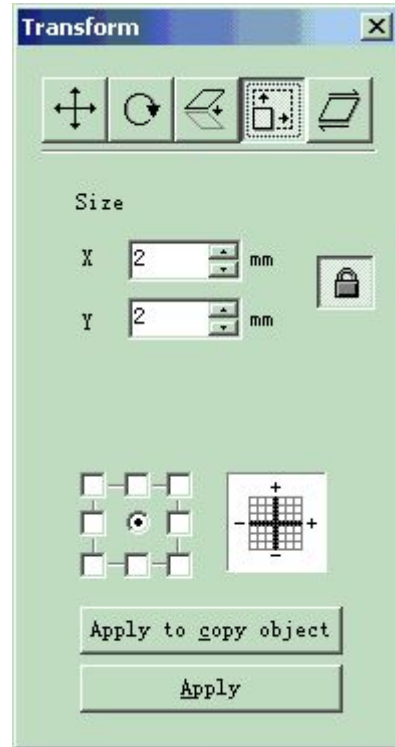 Transform
Size
X 2 mm
Y 2 mm
+
- +
-
Apply to copy object
Apply